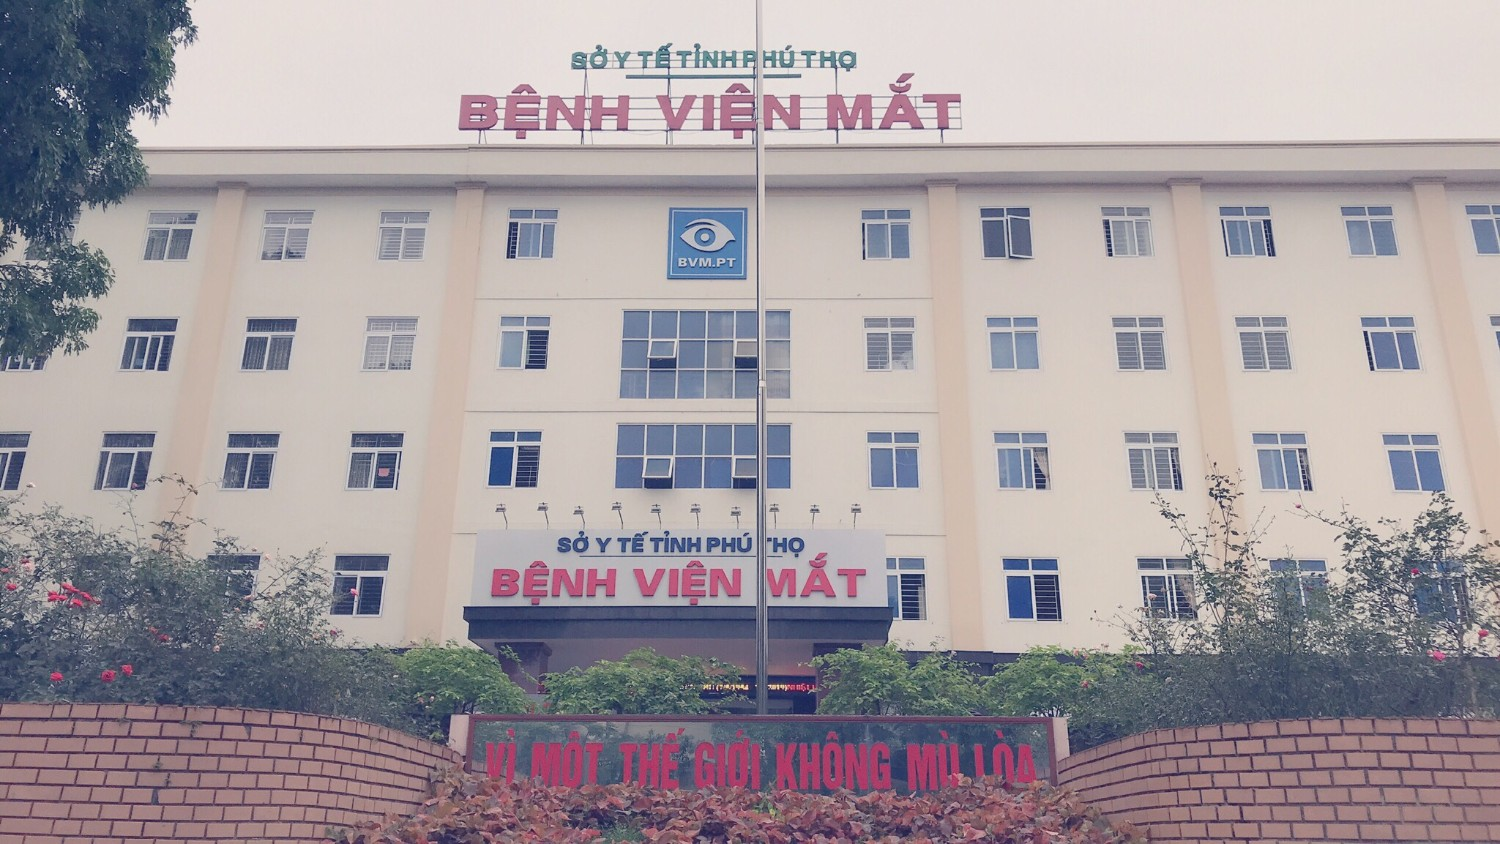 SỞ Y TẾ TỈNH PHÚ THỌ
BỆNH VIỆN MẮT
BVM.PT
SỞ Y TẾ TỈNH PHÚ THỌ
BỆNH VIỆN MẮT
VÌ MỘT THẾ GIỚI KHÔNG MÙ LÒA